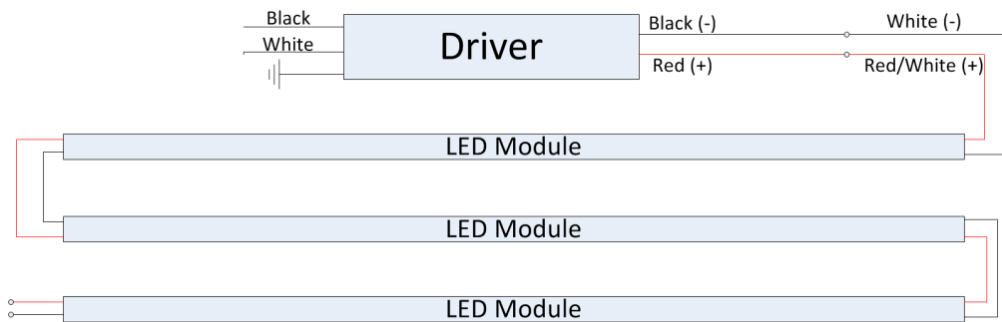 Black
White
Driver
Black (-)
White (-)
Red (+)
Red/White (+)
LED Module
LED Module
LED Module